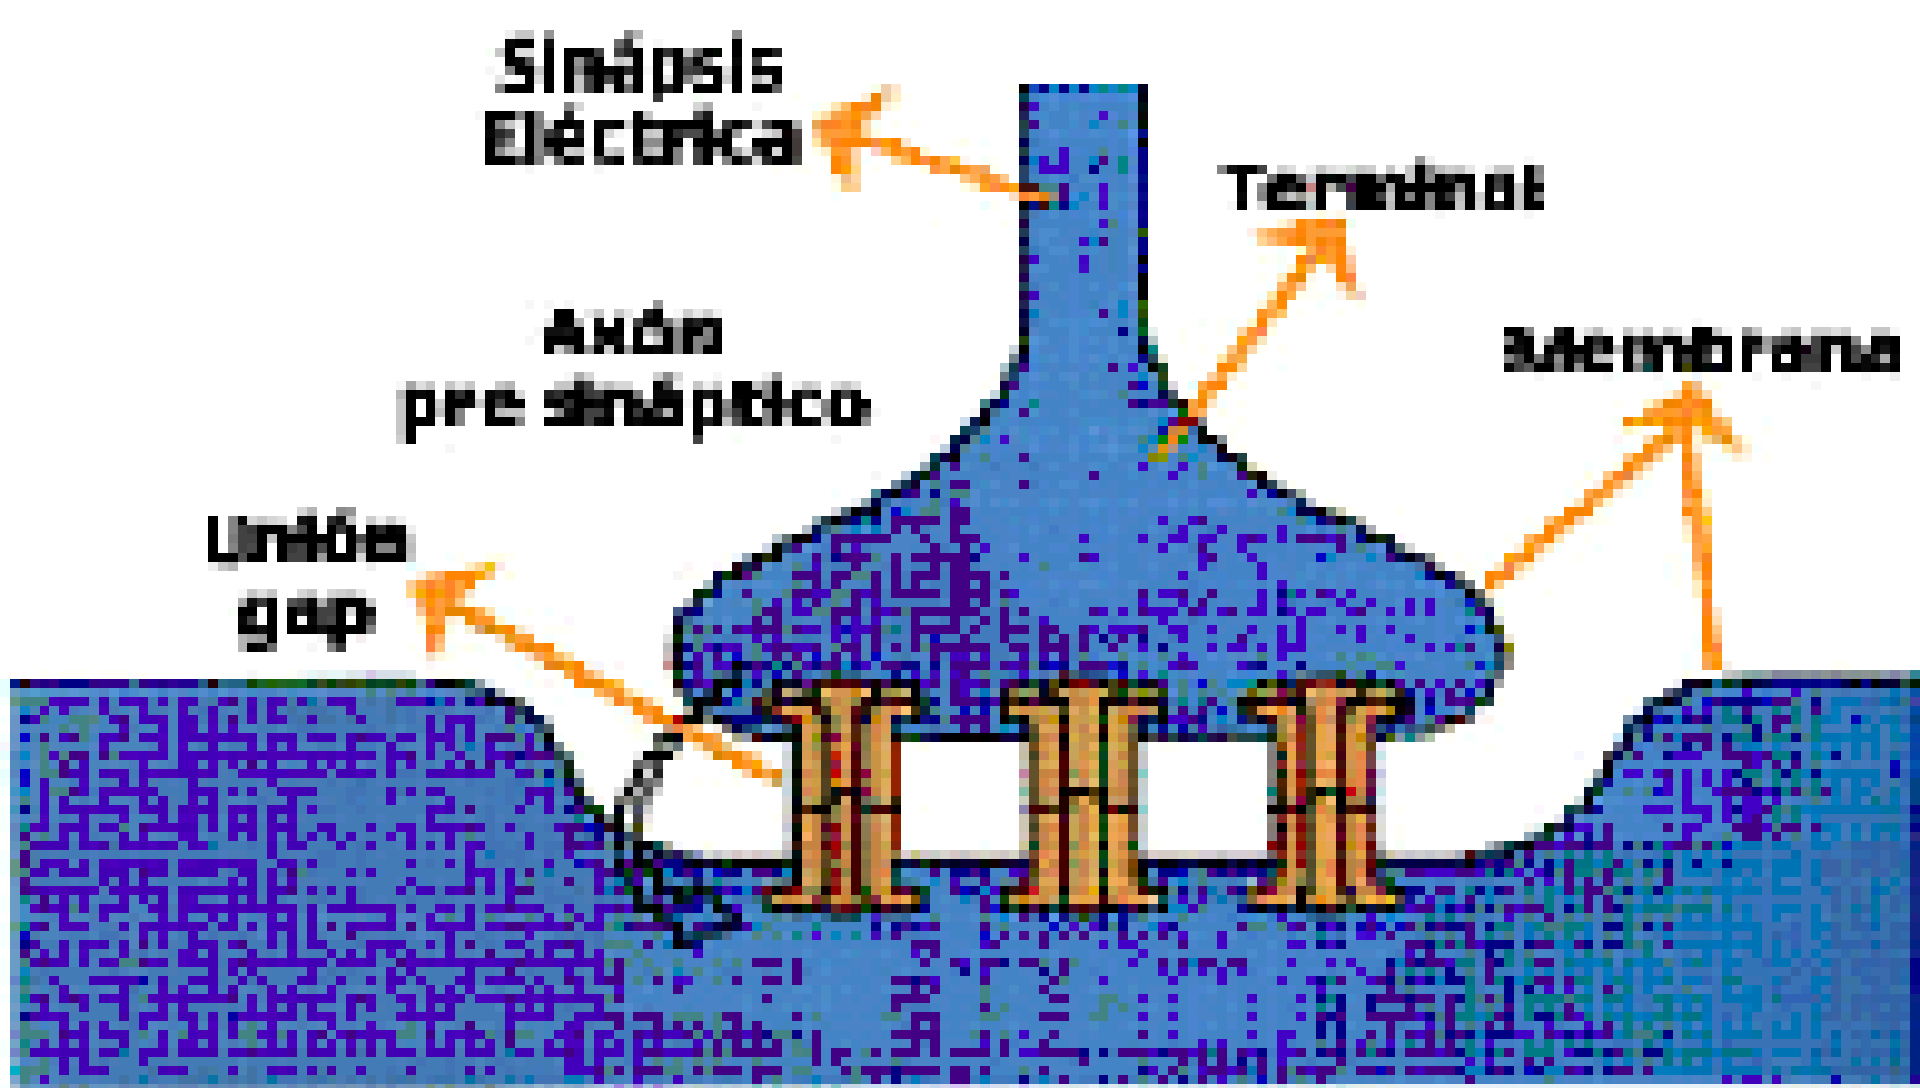 Sinápsis
Eléctrica
Terminal
Axón
pre sináptico
Membrana
Unión
gap